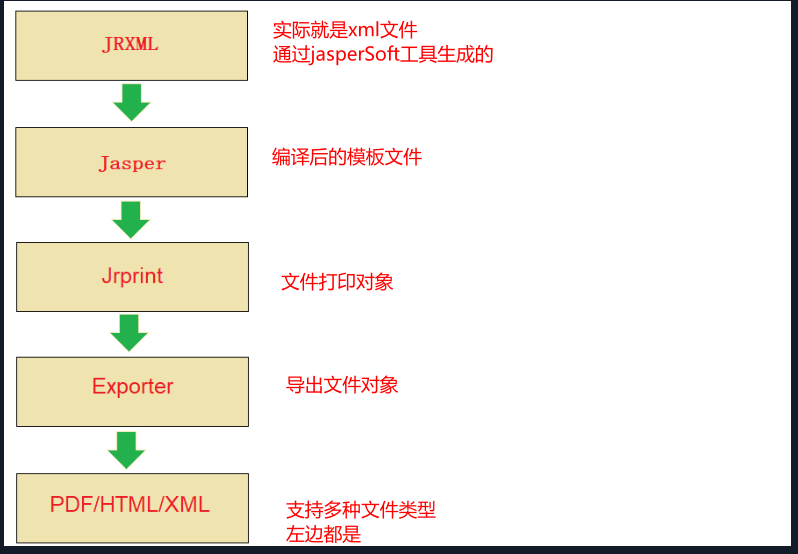 JRXML
实际就是xml文件
通过jasperSoft工具生成的
Jasper
编译后的模板文件
Jrprint
文件打印对象
Exporter
导出文件对象
PDF/HTML/XML
支持多种文件类型
左边都是